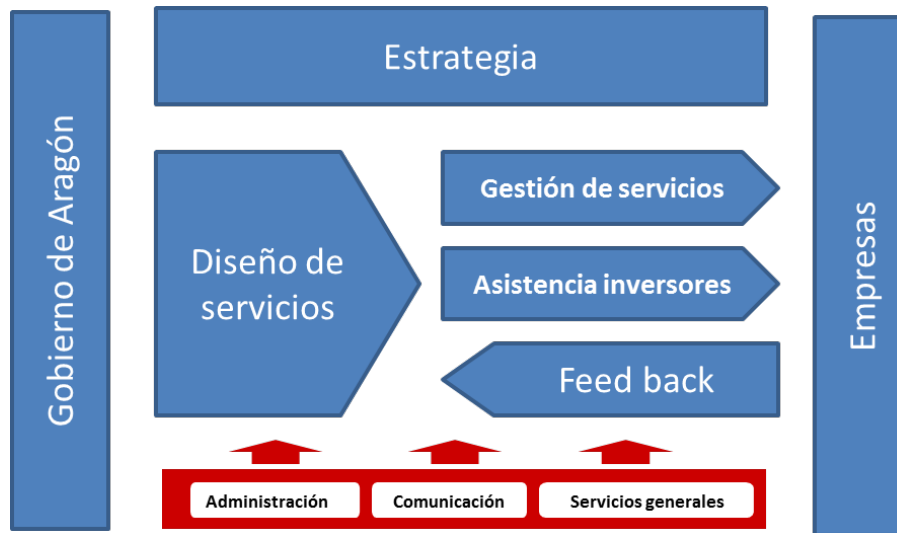 Gobierno de Aragón
Estrategia
Diseño de
servicios
Gestión de servicios
Asistencia inversores
Feed back
Empresas
Administración
Comunicación
Servicios generales